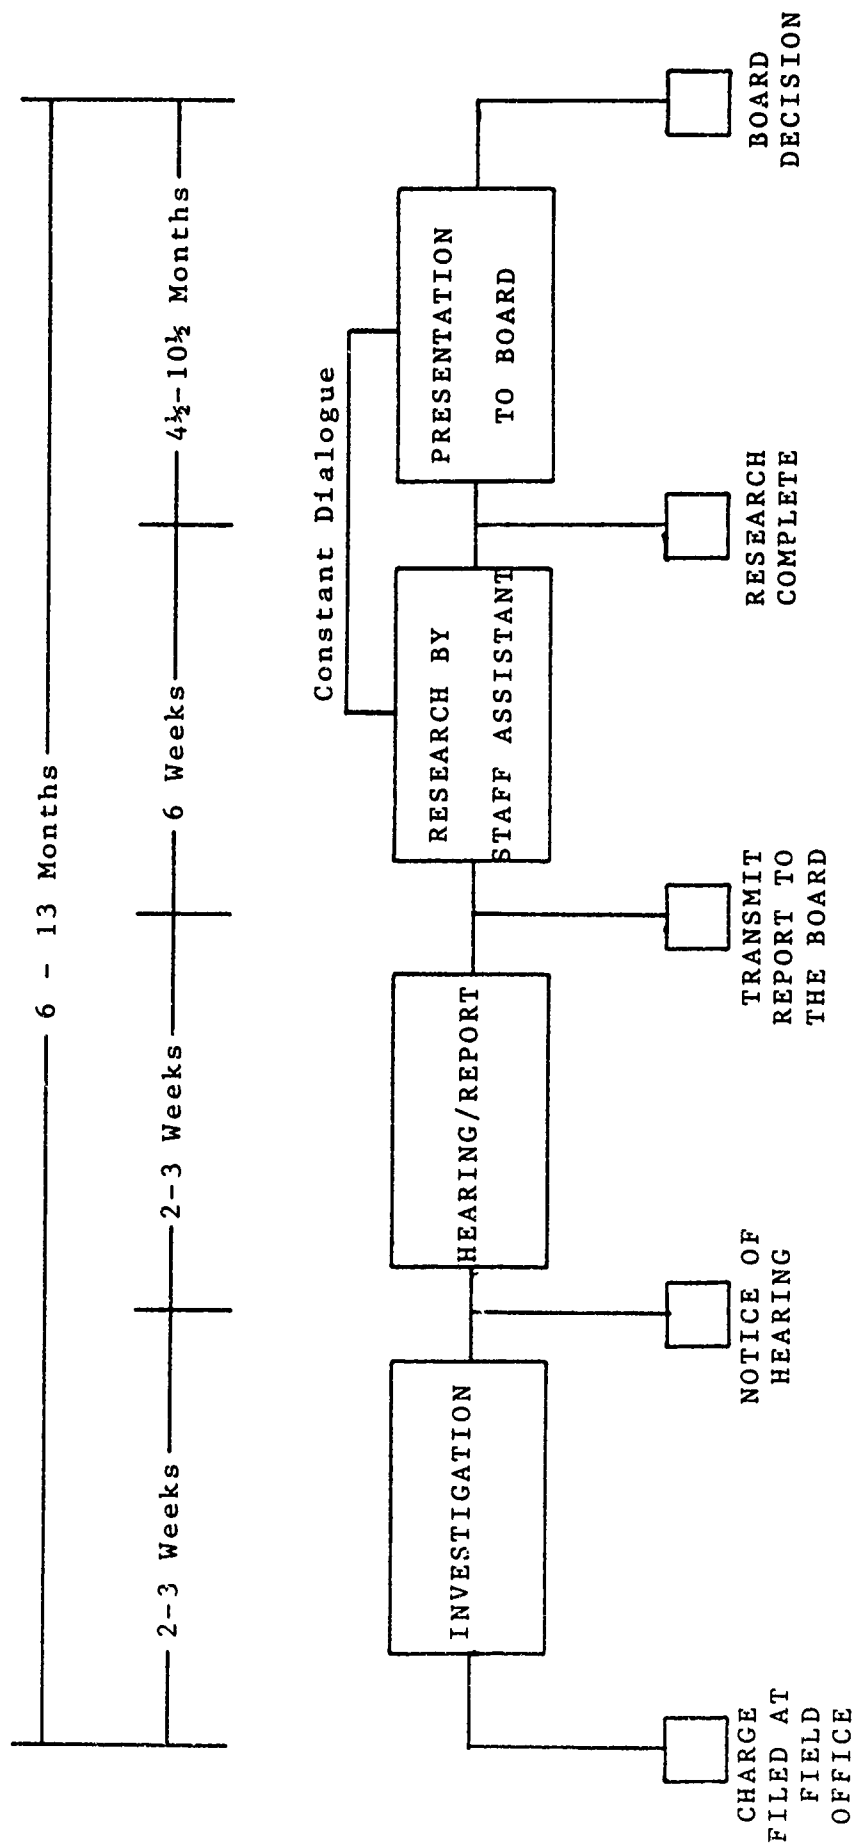 6 - 13 Months
2-3 Weeks
2-3 Weeks
6 Weeks
4½-10½ Months
Constant Dialogue
INVESTIGATION
HEARING/REPORT
RESEARCH BY
STAFF ASSISTANT
PRESENTATION
TO BOARD
CHARGE
FILED AT
FIELD
OFFICE
NOTICE OF
HEARING
TRANSMIT
REPORT TO
THE BOARD
RESEARCH
COMPLETE
BOARD
DECISION